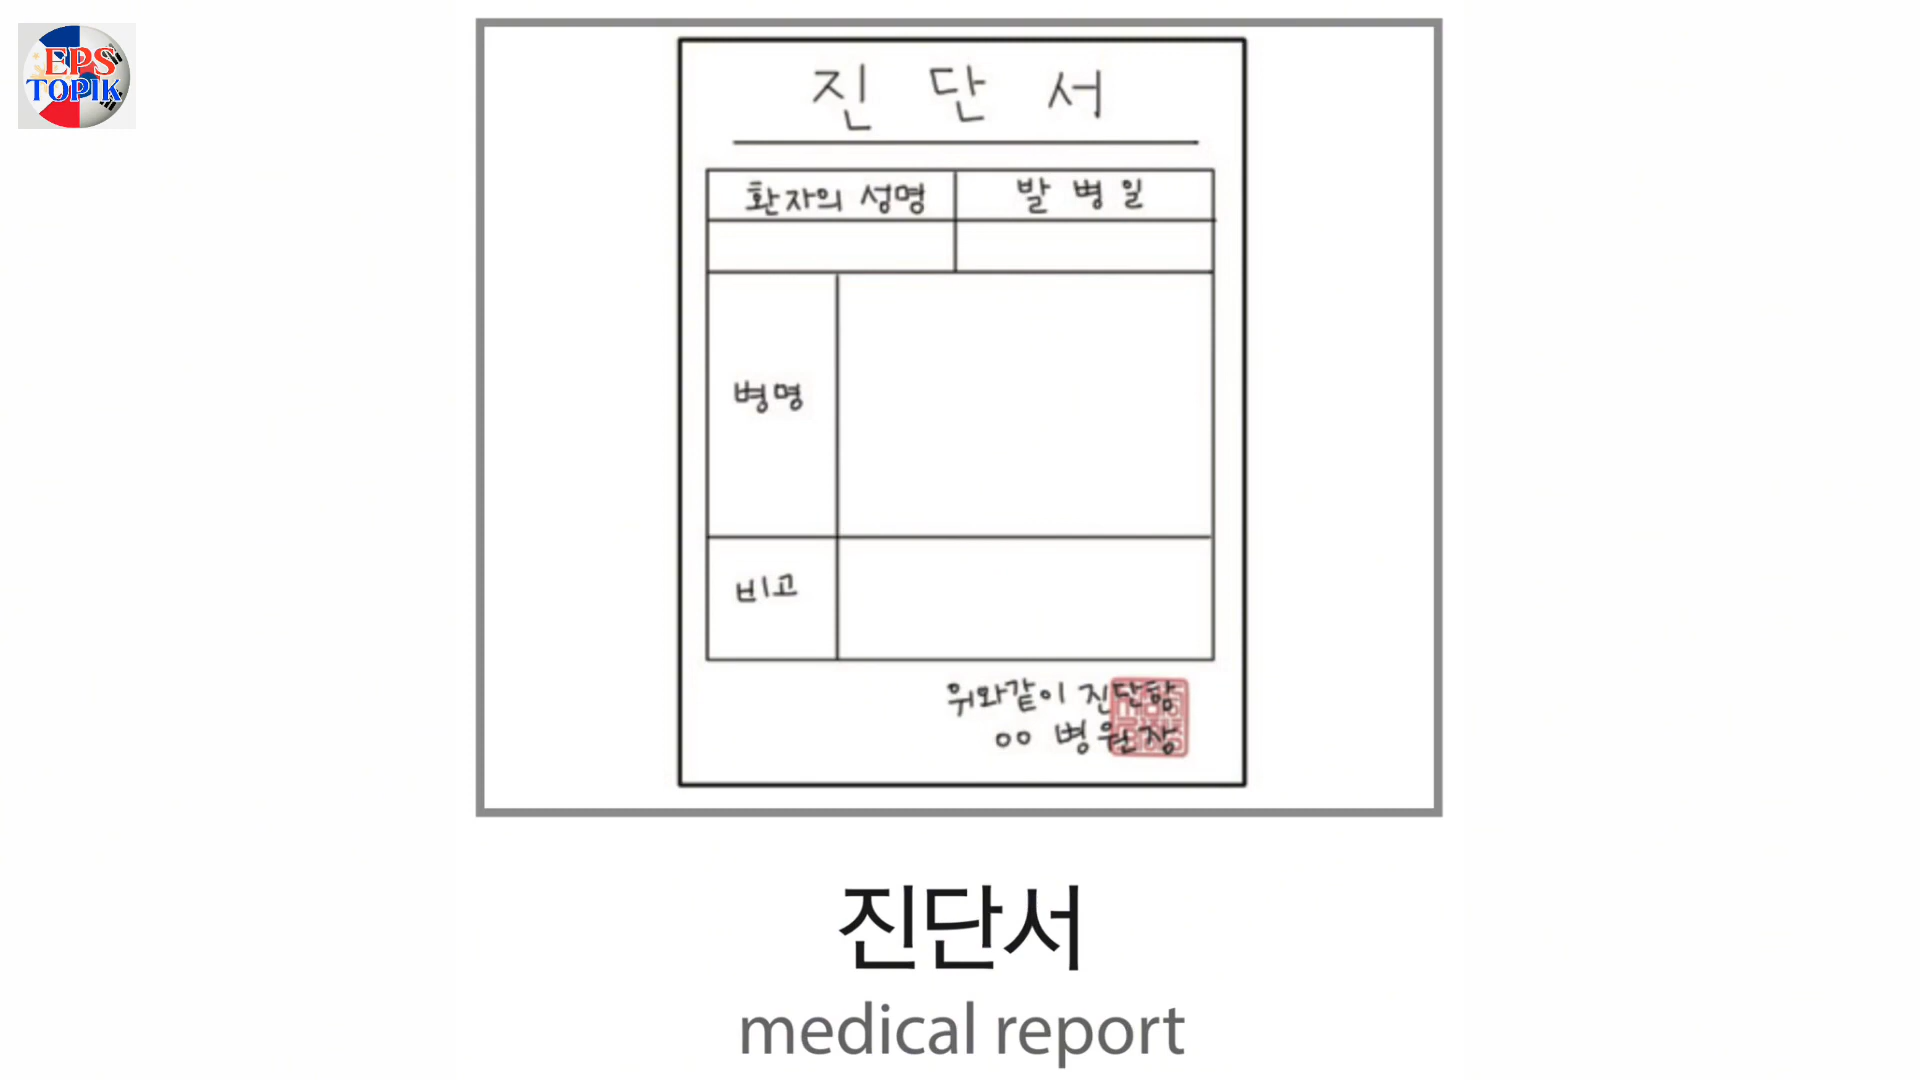 EPS
TOPIK
진 단 서
환자의 성명
발 병 일
병명
비고
위와같이 진단함
OO 병원장
진단서
medical report